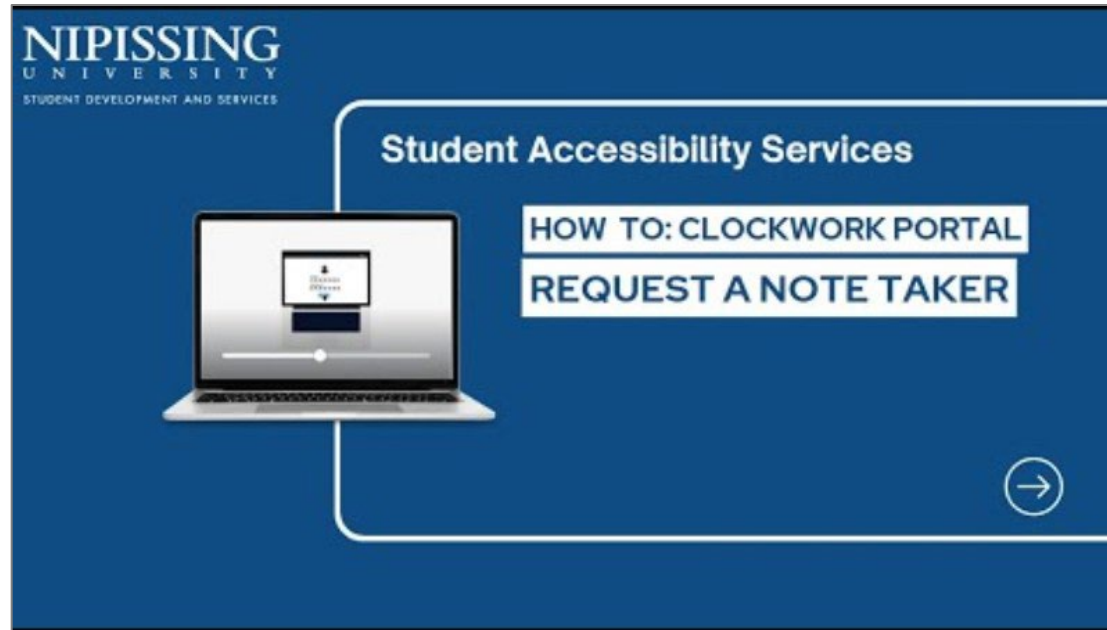 NIPISSING
UNIVERSITY
STUDENT DEVELOPMENT AND SERVICES
Student Accessibility Services
HOW TO: CLOCKWORK PORTAL
REQUEST A NOTE TAKER